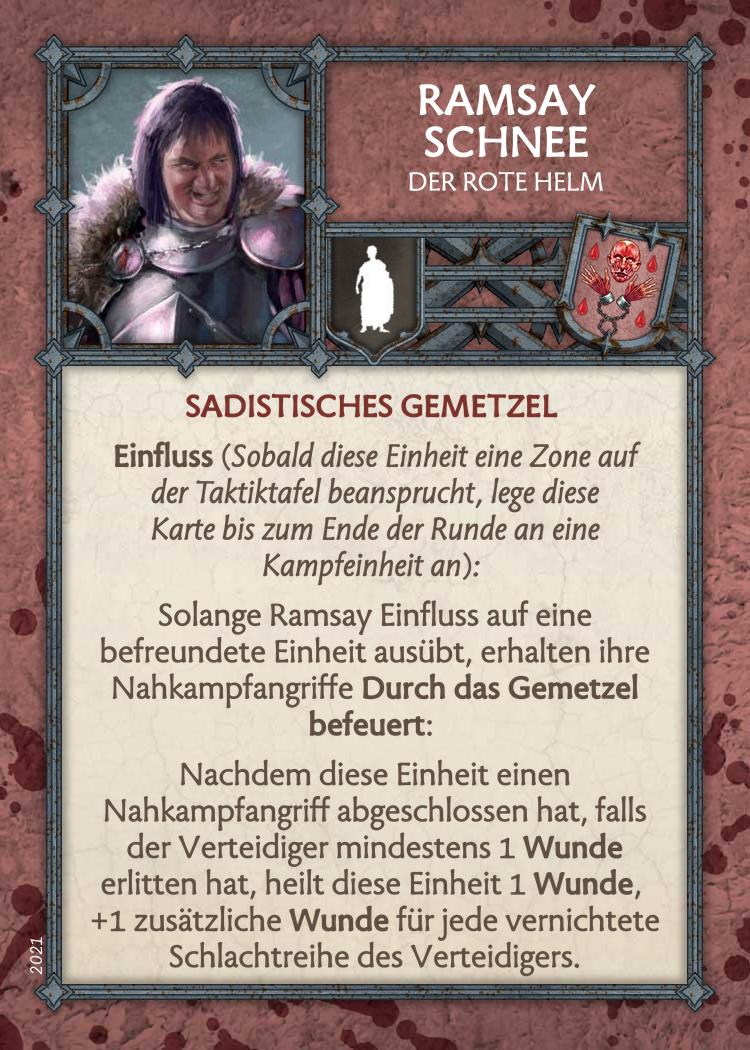 RAMSAY
SCHNEE
DER ROTE HELM
SADISTISCHES GEMETZEL
Einfluss (Sobald diese Einheit eine Zone auf
der Taktiktafel beansprucht, lege diese
Karte bis zum Ende der Runde an eine
Kampfeinheit an):
Solange Ramsay Einfluss auf eine
befreundete Einheit ausübt, erhalten ihre
Nahkampfangriffe Durch das Gemetzel
befeuert:
Nachdem diese Einheit einen
Nahkampfangriff abgeschlossen hat, falls
der Verteidiger mindestens 1 Wunde
erlitten hat, heilt diese Einheit 1 Wunde,
+1 zusätzliche Wunde für jede vernichtete
Schlachtreihe des Verteidigers.
2021